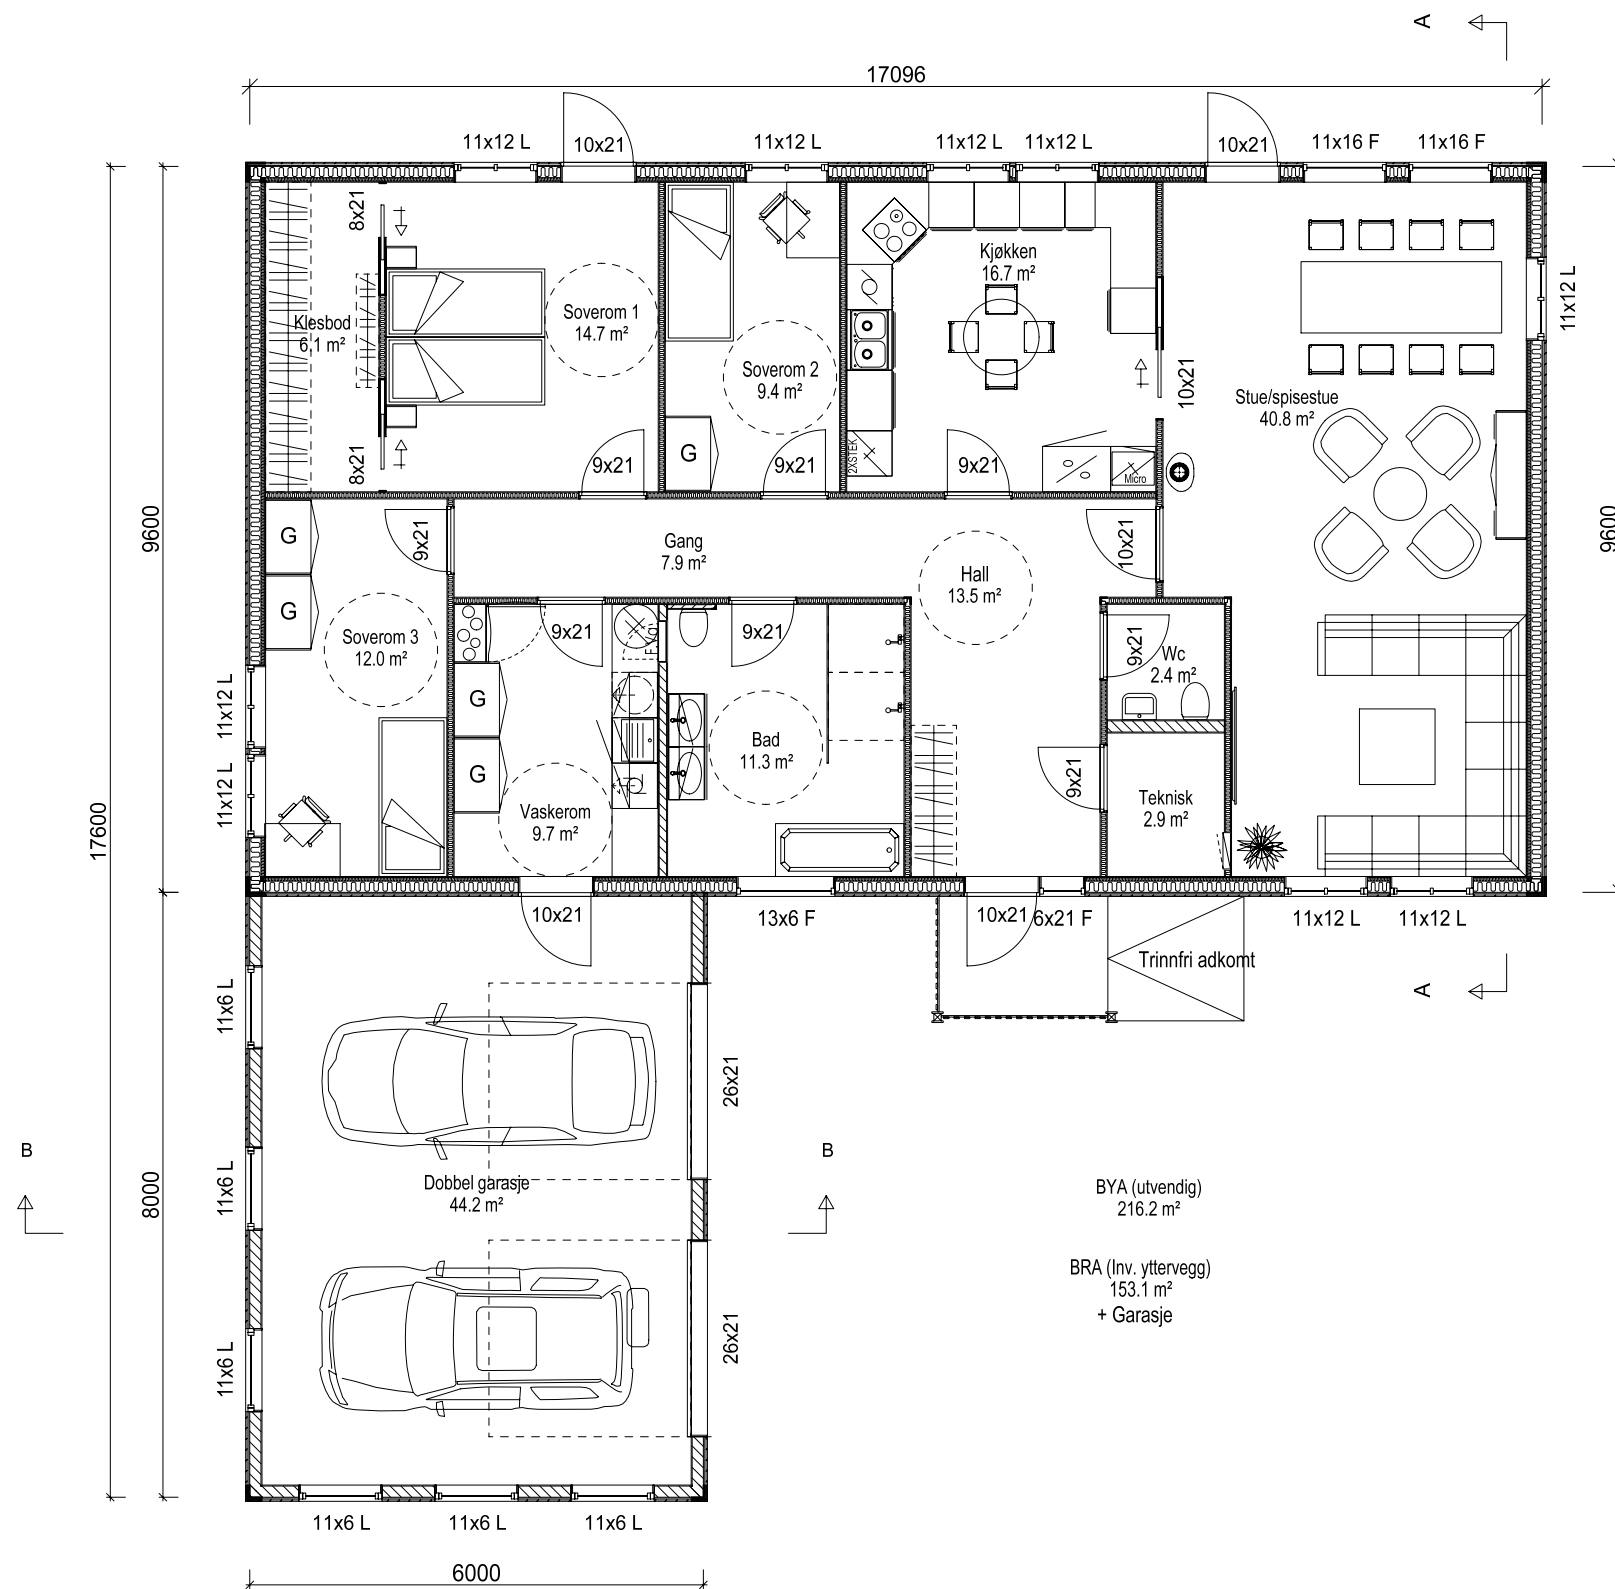 A
17096
11x12 L
10x21
11x12 L
11x12 L
11x12 L
10x21
11x16 F
11x16 F
8x21
Klesbod
6.1 m²
8x21
Soverom 1
14.7 m²
9x21
Soverom 2
9.4 m²
G
9x21
Kjøkken
16.7 m²
2XSTEK
9x21
Micro
10x21
Stue/spisestue
40.8 m²
11x12 L
9600
9600
17600
G
G
9x21
Gang
7.9 m²
Hall
13.5 m²
10x21
Soverom 3
12.0 m²
9x21
9x21
9x21
Wc
2.4 m²
11x12 L
11x12 L
G
G
Vaskerom
9.7 m²
Bad
11.3 m²
9x21
Teknisk
2.9 m²
10x21
13x6 F
10x21
6x21 F
11x12 L
11x12 L
Trinnfri adkomt
A
11x6 L
26x21
B
11x6 L
8000
Dobbel garasje
44.2 m²
B
BYA (utvendig)
216.2 m²
BRA (Inv. yttervegg)
153.1 m²
+ Garasje
11x6 L
26x21
11x6 L
11x6 L
11x6 L
6000